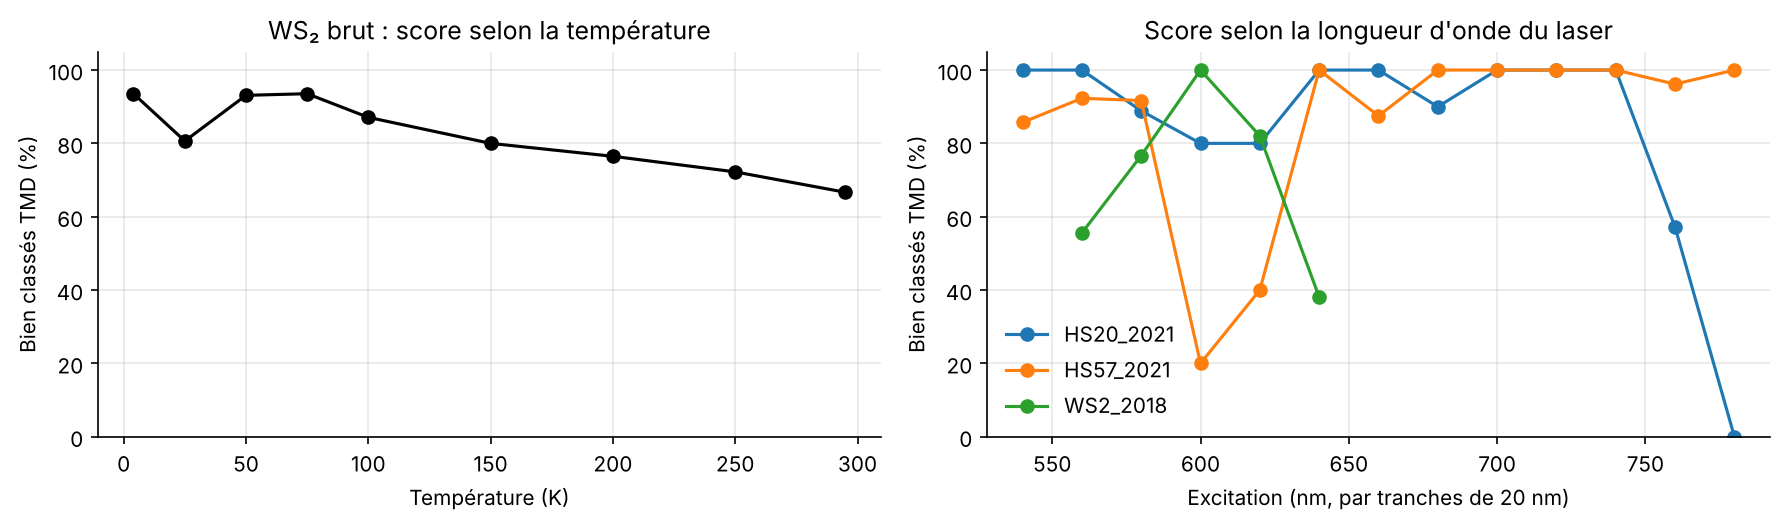 WS₂ brut : score selon la température
Bien classés TMD (%)
100
80
60
40
20
0
0 50 100 150 200 250 300
Température (K)
Score selon la longueur d'onde du laser
Bien classés TMD (%)
100
80
60
40
20
0
HS20_2021
HS57_2021
WS2_2018
550 600 650 700 750
Excitation (nm, par tranches de 20 nm)